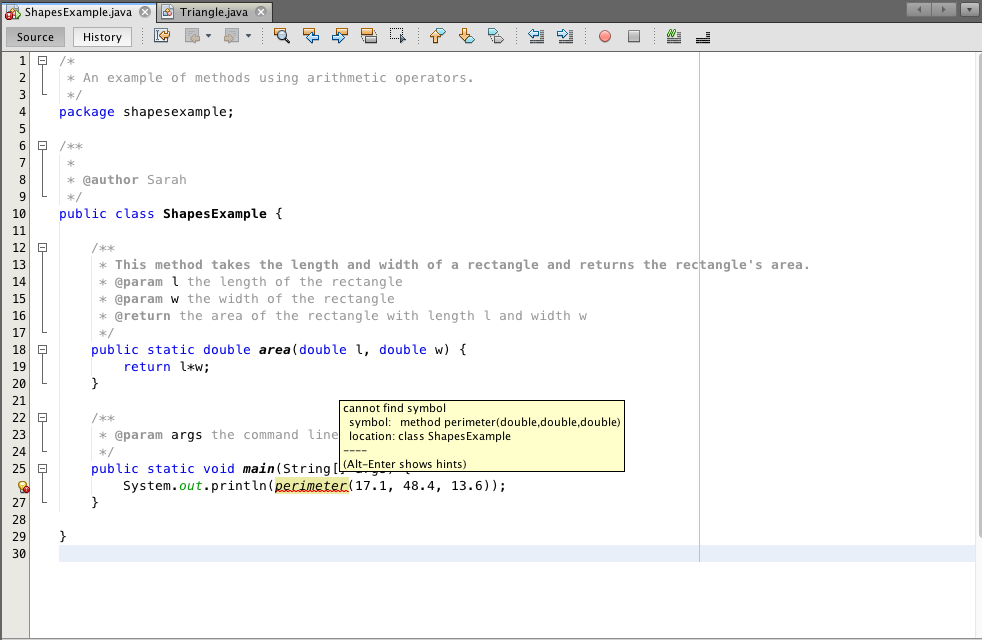 ShapesExample.java Triangle.java
Source History
1 /*
2  * An example of methods using arithmetic operators.
3  */
4 package shapesexample;
5
6 /**
7  *
8  * @author Sarah
9  */
10 public class ShapesExample {
11
12     /**
13      * This method takes the length and width of a rectangle and returns the rectangle's area.
14      * @param l the length of the rectangle
15      * @param w the width of the rectangle
16      * @return the area of the rectangle with length l and width w
17      */
18     public static double area(double l, double w) {
19         return l*w;
20     }
21
22     /**
23      * @param args the command line
24      */
25     public static void main(String[] args) {
        System.out.println(perimeter(17.1, 48.4, 13.6));
27     }
28
29 }
30
cannot find symbol
symbol:   method perimeter(double,double,double)
location: class ShapesExample
----
(Alt-Enter shows hints)